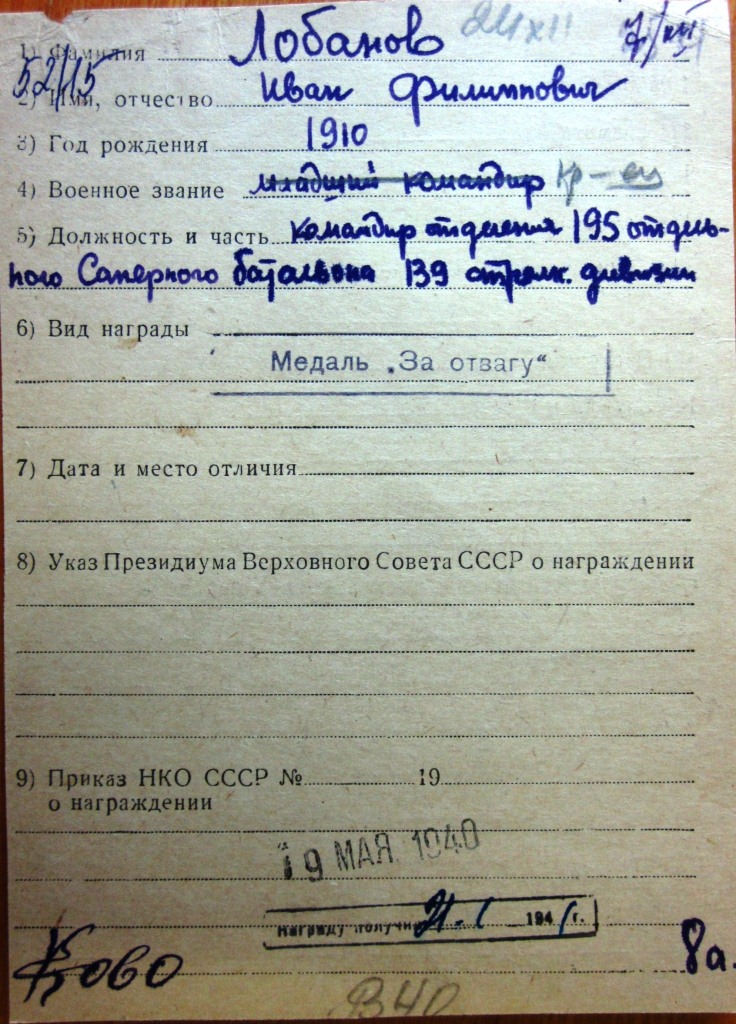 24 XII
7/XII
1) Фамилия Лобанов
52/15
2) Имя, отчество Иван Филиппович
3) Год рождения 1910
4) Военное звание младший командир кр-ец
5) Должность и часть командир отделения 195 отдель-
ного Саперного батальона 139 стрелк. дивизии
6) Вид награды
Медаль „За отвагу“
7) Дата и место отличия
8) Указ Президиума Верховного Совета СССР о награждении
9) Приказ НКО СССР № 19
о награждении
19 МАЯ 1940
Награду получил 21.I 1941 г.
КОВО
8а.
В40